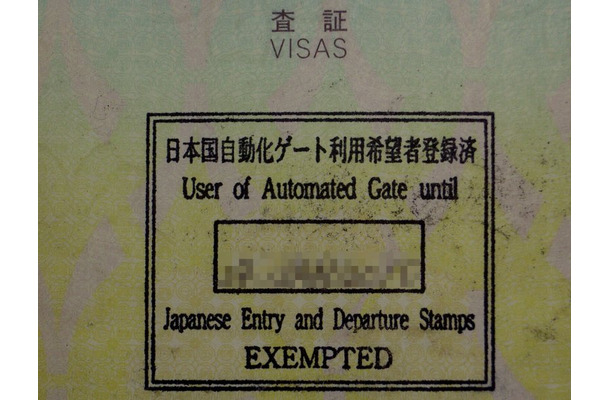 査証
VISAS
日本国自動化ゲート利用希望者登録済
User of Automated Gate until
Japanese Entry and Departure Stamps
EXEMPTED